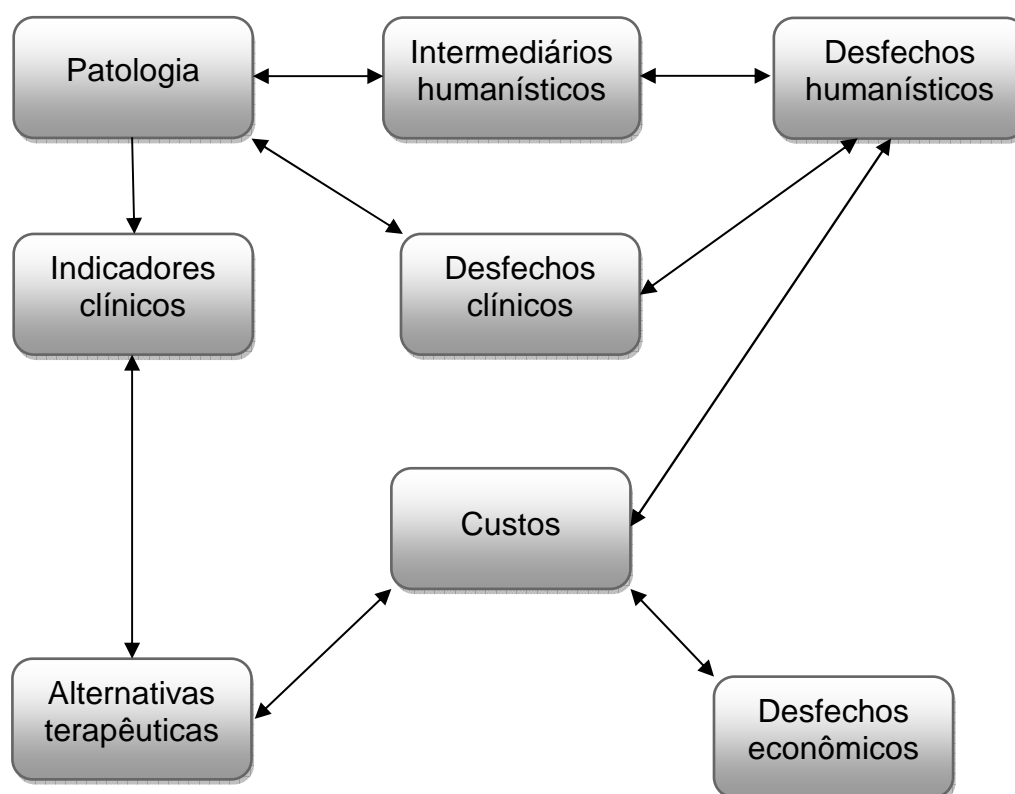 Patologia
Intermediários
humanísticos
Desfechos
humanísticos
Indicadores
clínicos
Desfechos
clínicos
Custos
Alternativas
terapêuticas
Desfechos
econômicos